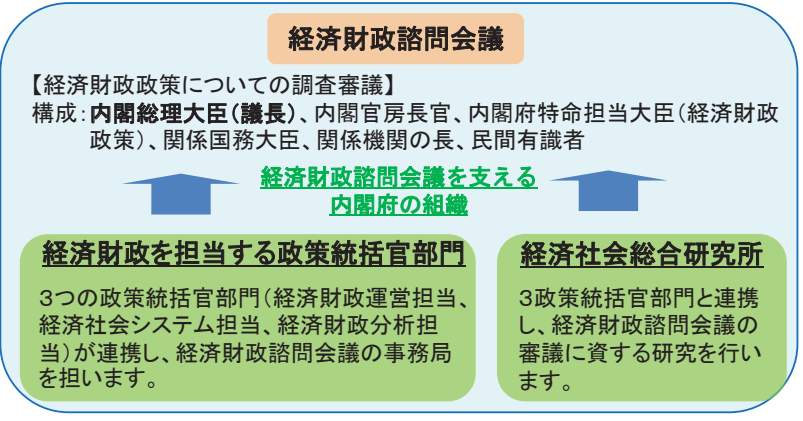 経済財政諮問会議
【経済財政政策についての調査審議】
構成：内閣総理大臣（議長）、内閣官房長官、内閣府特命担当大臣（経済財政
政策）、関係国務大臣、関係機関の長、民間有識者
経済財政諮問会議を支える
内閣府の組織
経済財政を担当する政策統括官部門
３つの政策統括官部門（経済財政運営担当、
経済社会システム担当、経済財政分析担
当）が連携し、経済財政諮問会議の事務局
を担います。
経済社会総合研究所
３政策統括官部門と連携
し、経済財政諮問会議の
審議に資する研究を行い
ます。